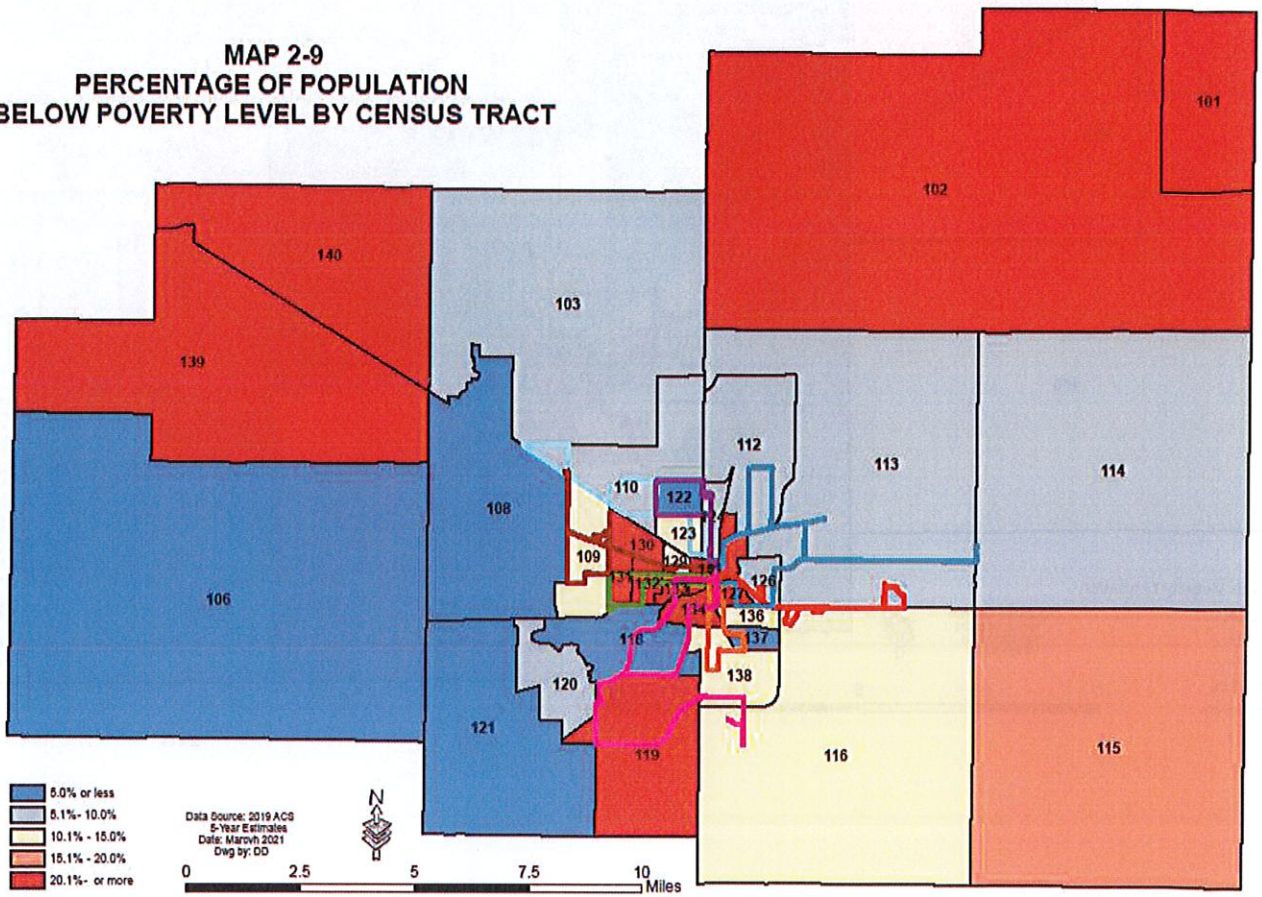 MAP 2-9
PERCENTAGE OF POPULATION
BELOW POVERTY LEVEL BY CENSUS TRACT
101
102
140
103
139
112
113
114
110
122
108
123
130
109
129
131
132
126
106
127
136
134
118
137
138
120
121
119
116
115
5.0% or less
5.1%- 10.0%
10.1% - 15.0%
15.1% - 20.0%
20.1%- or more
Data Source: 2019 ACS
5-Year Estimates
Date: Marovh 2021
Dwg by: DD
N
0 2.5 5 7.5 10
Miles